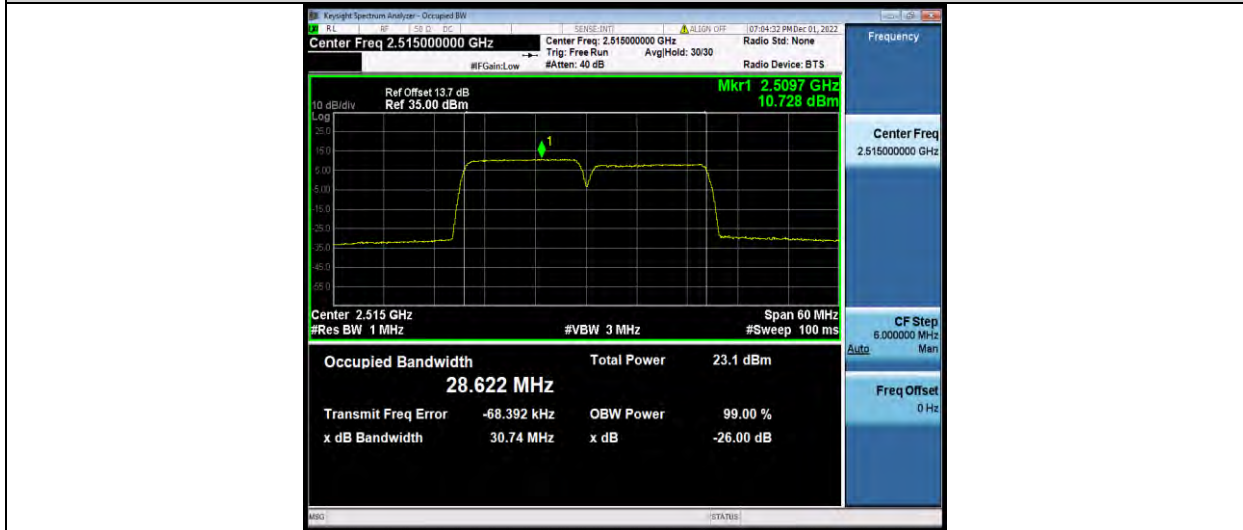 Keysight Spectrum Analyzer - Occupied BW
RL RF 50 Ω DC SENSE:INT ALIGN OFF 07:04:32 PM Dec 01, 2022
Center Freq 2.515000000 GHz Center Freq: 2.515000000 GHz Radio Std: None Frequency
Trig: Free Run Avg|Hold: 30/30
#IFGain:Low #Atten: 40 dB Radio Device: BTS
Ref Offset 13.7 dB Mkr1 2.5097 GHz
10 dB/div Ref 35.00 dBm 10.728 dBm
Log
25.0
1
15.0
5.00
-5.00
-15.0
-25.0
-35.0
-45.0
-55.0
Center Freq
2.515000000 GHz
Center 2.515 GHz Span 60 MHz
#Res BW 1 MHz #VBW 3 MHz #Sweep 100 ms
CF Step
6.000000 MHz
Auto Man
Occupied Bandwidth Total Power 23.1 dBm
28.622 MHz
Freq Offset
0 Hz
Transmit Freq Error -68.392 kHz OBW Power 99.00 %
x dB Bandwidth 30.74 MHz x dB -26.00 dB
MSG STATUS